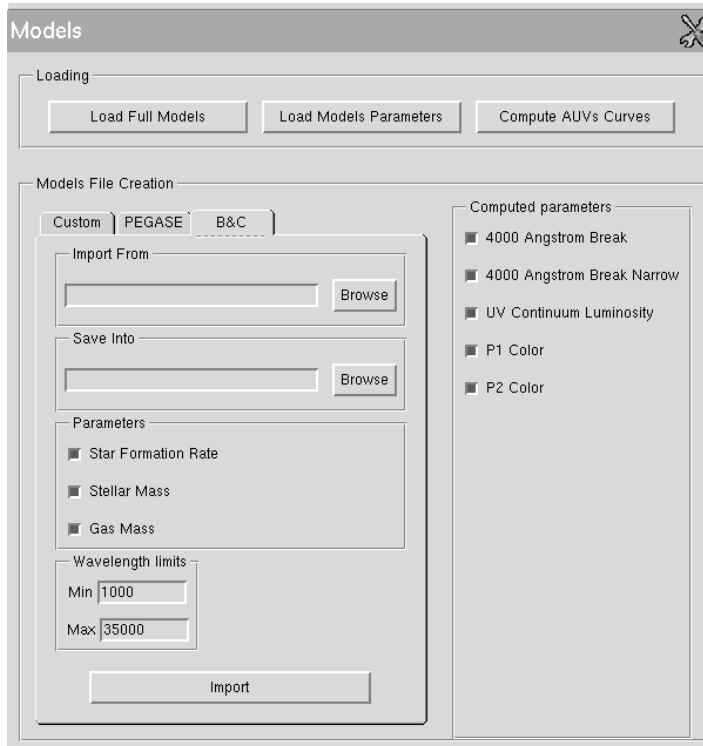 Models
Loading
Load Full Models
Load Models Parameters
Compute AUVs Curves
Models File Creation
Custom
PEGASE
B&C
Import From
Browse
Save Into
Browse
Parameters
Star Formation Rate
Stellar Mass
Gas Mass
Wavelength limits
Min 1000
Max 35000
Import
Computed parameters
4000 Angstrom Break
4000 Angstrom Break Narrow
UV Continuum Luminosity
P1 Color
P2 Color